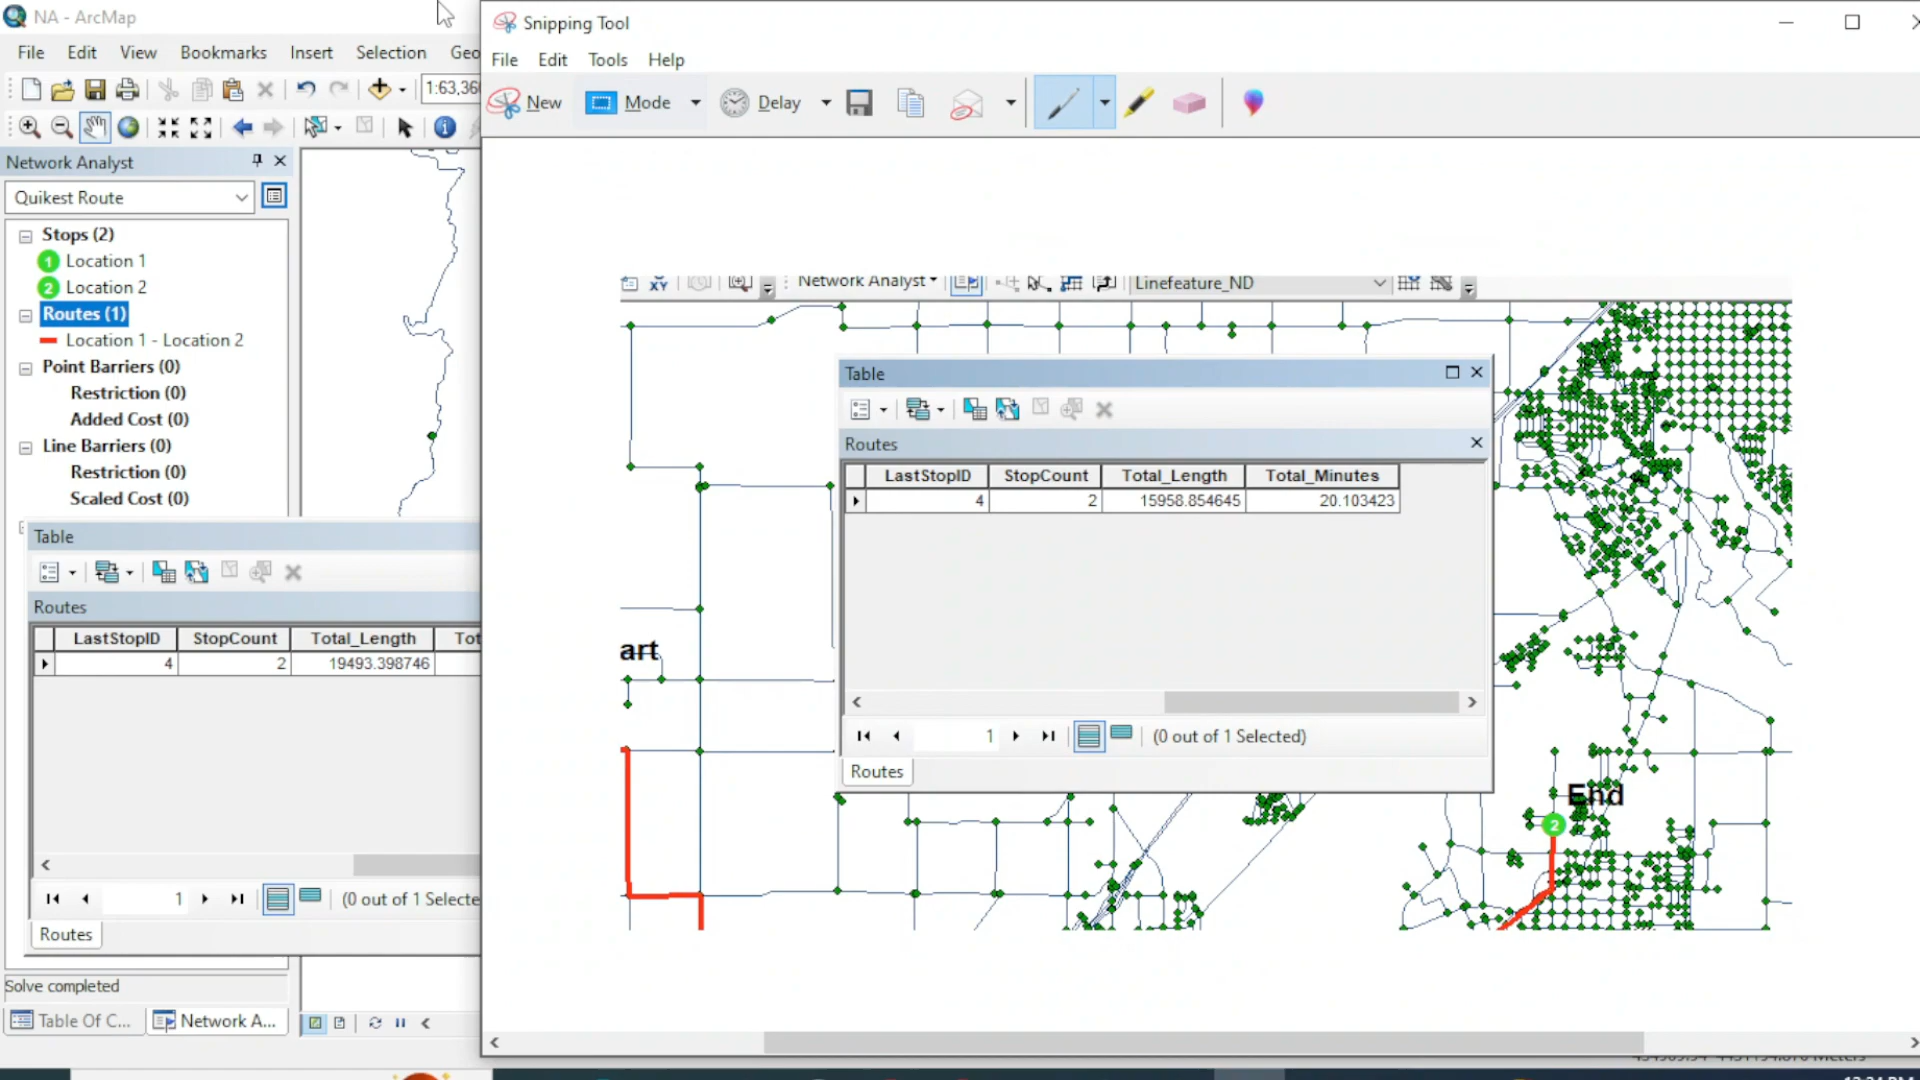 NA - ArcMap
File Edit View Bookmarks Insert Selection Geo
1:63,36
Network Analyst
Quikest Route
Stops (2)
1 Location 1
2 Location 2
Routes (1)
Location 1 - Location 2
Point Barriers (0)
Restriction (0)
Added Cost (0)
Line Barriers (0)
Restriction (0)
Scaled Cost (0)
Table
Routes
LastStopID StopCount Total_Length Tot
4 2 19493.398746
1 (0 out of 1 Selecte
Routes
Solve completed
Table Of C... Network A...
Snipping Tool
File Edit Tools Help
New Mode Delay
XY Network Analyst Linefeature_ND
Table
Routes
LastStopID StopCount Total_Length Total_Minutes
4 2 15958.854645 20.103423
1 (0 out of 1 Selected)
Routes
art
End
2